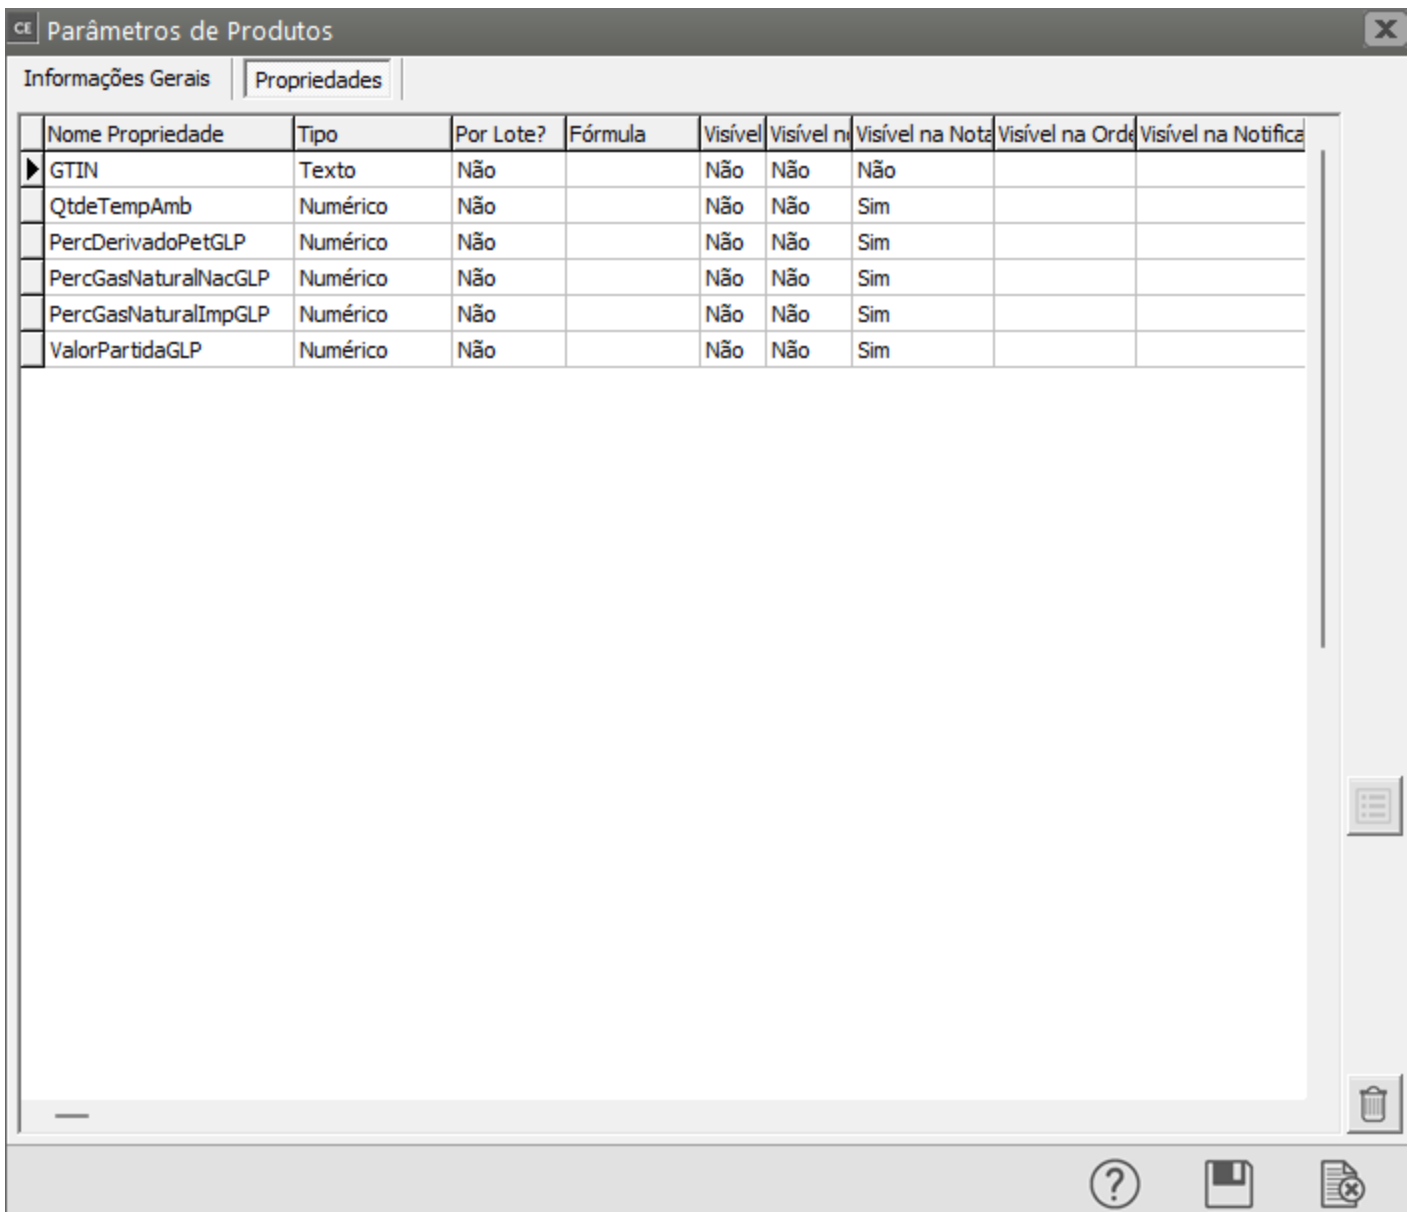 CE Parâmetros de Produtos
Informações Gerais Propriedades
Nome Propriedade Tipo Por Lote? Fórmula Visível Visível n Visível na Nota Visível na Orde Visível na Notifica
GTIN Texto Não Não Não Não
QtdeTempAmb Numérico Não Não Não Sim
PercDerivadoPetGLP Numérico Não Não Não Sim
PercGasNaturalNacGLP Numérico Não Não Não Sim
PercGasNaturalImpGLP Numérico Não Não Não Sim
ValorPartidaGLP Numérico Não Não Não Sim